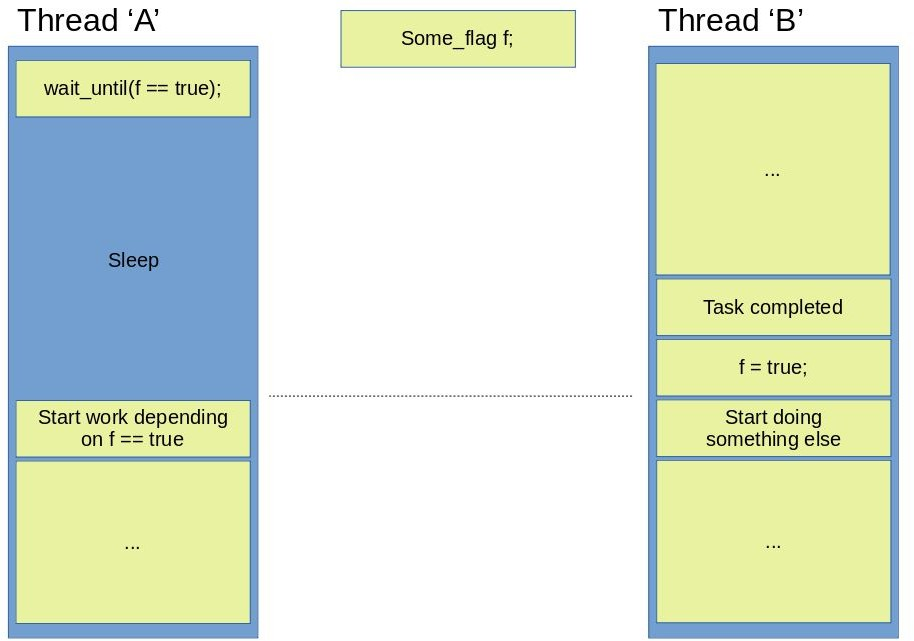 Thread ‘A’
Some_flag f;
Thread ‘B’
wait_until(f == true);
Sleep
Start work depending
on f == true
...
...
Task completed
f = true;
Start doing
something else
...